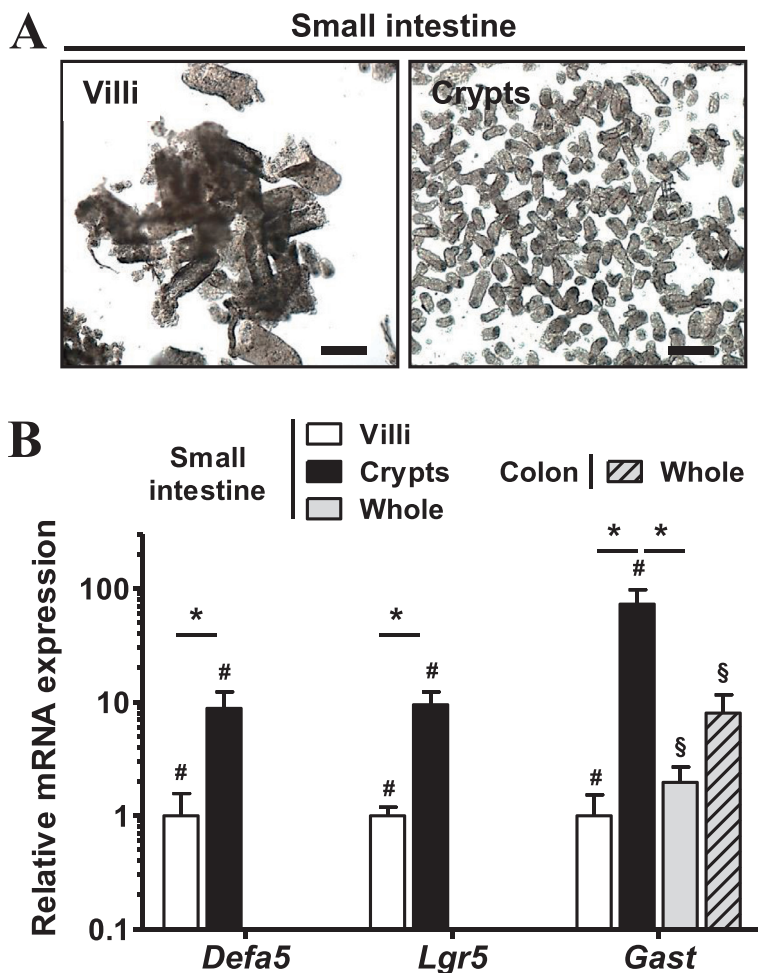 A
Small intestine
Villi
Crypts
B
Small
intestine
Villi
Crypts
Whole
Colon
Whole
Relative mRNA expression
100
10
1
0.1
* * * *
# # # # # # § §
Defa5 Lgr5 Gast